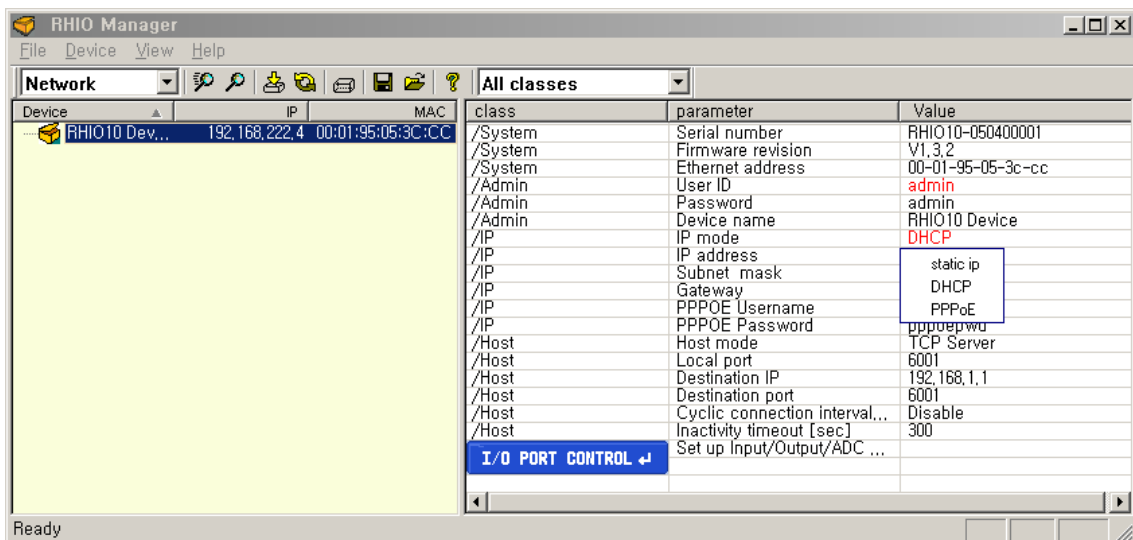 RHIO Manager
File Device View Help
Network All classes
Device IP MAC
RHIO10 Dev... 192,168,222,4 00:01:95:05:3C:CC
class parameter Value
/System Serial number RHIO10-050400001
/System Firmware revision V1,3,2
/System Ethernet address 00-01-95-05-3c-cc
/Admin User ID admin
/Admin Password admin
/Admin Device name RHIO10 Device
/IP IP mode DHCP
/IP IP address
/IP Subnet mask
/IP Gateway
/IP PPPOE Username
/IP PPPOE Password pppoepwd
static ip
DHCP
PPPoE
/Host Host mode TCP Server
/Host Local port 6001
/Host Destination IP 192,168,1,1
/Host Destination port 6001
/Host Cyclic connection interval,,, Disable
/Host Inactivity timeout [sec] 300
I/O PORT CONTROL ↵ Set up Input/Output/ADC ,,,
Ready